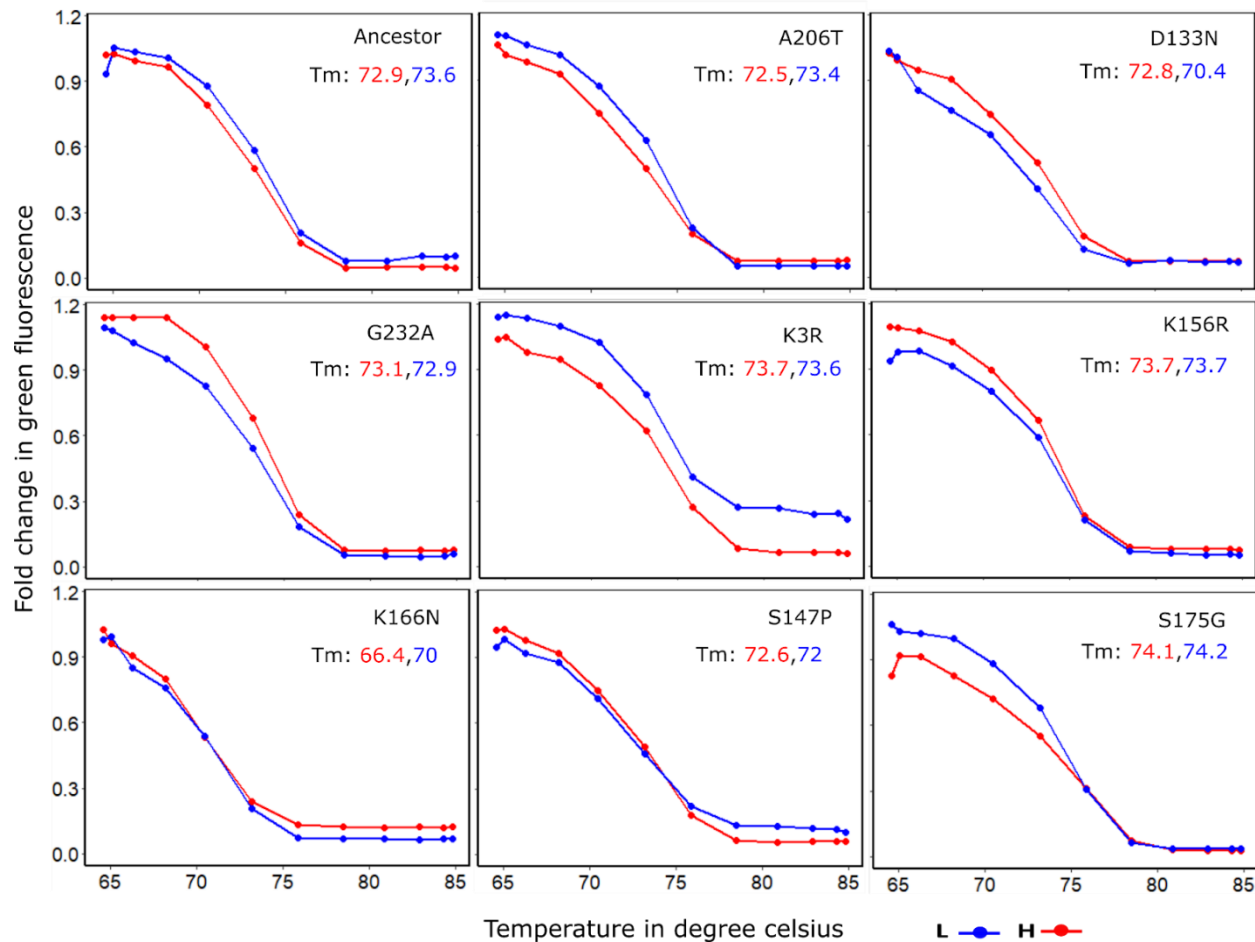 Fold change in green fluorescence
1.2
0.9
0.6
0.3
0.0
Ancestor
Tm: 72.9,73.6
A206T
Tm: 72.5,73.4
D133N
Tm: 72.8,70.4
1.2
0.9
0.6
0.3
0.0
G232A
Tm: 73.1,72.9
K3R
Tm: 73.7,73.6
K156R
Tm: 73.7,73.7
1.2
0.9
0.6
0.3
0.0
K166N
Tm: 66.4,70
S147P
Tm: 72.6,72
S175G
Tm: 74.1,74.2
65 70 75 80 85
65 70 75 80 85
65 70 75 80 85
Temperature in degree celsius
L H